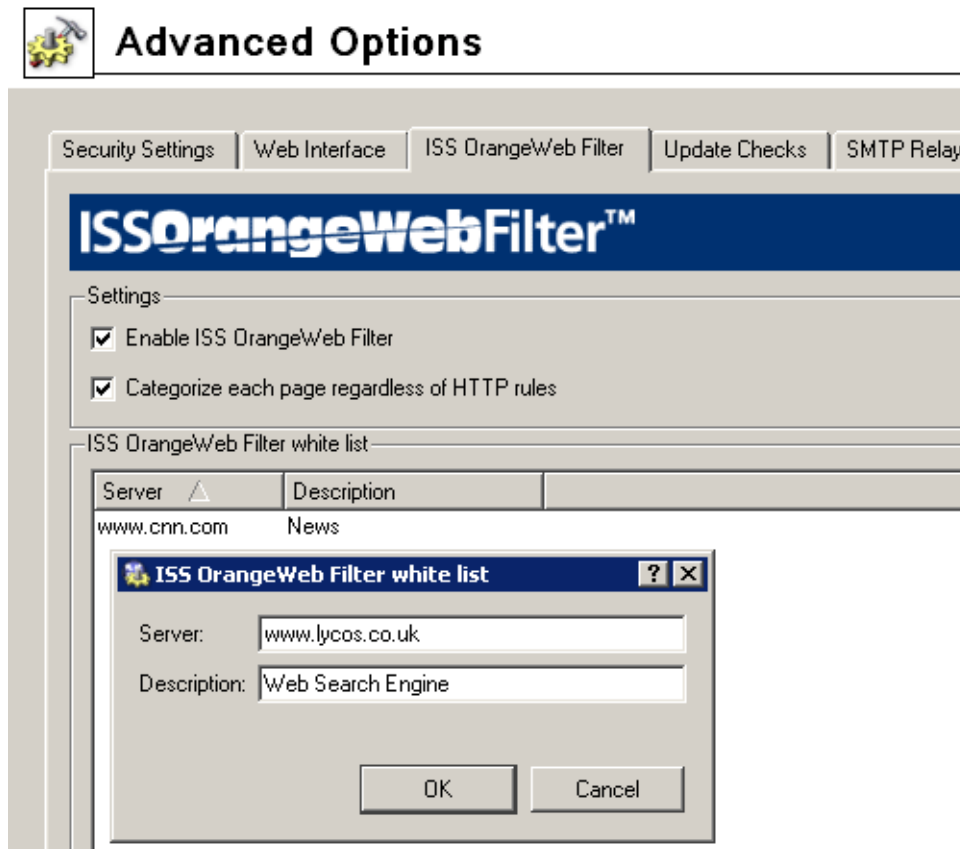 Advanced Options
Security Settings Web Interface ISS OrangeWeb Filter Update Checks SMTP Relay
ISSOrangeWebFilter™
Settings
Enable ISS OrangeWeb Filter
Categorize each page regardless of HTTP rules
ISS OrangeWeb Filter white list
Server Description
www.cnn.com News
ISS OrangeWeb Filter white list
Server: www.lycos.co.uk
Description: Web Search Engine
OK Cancel